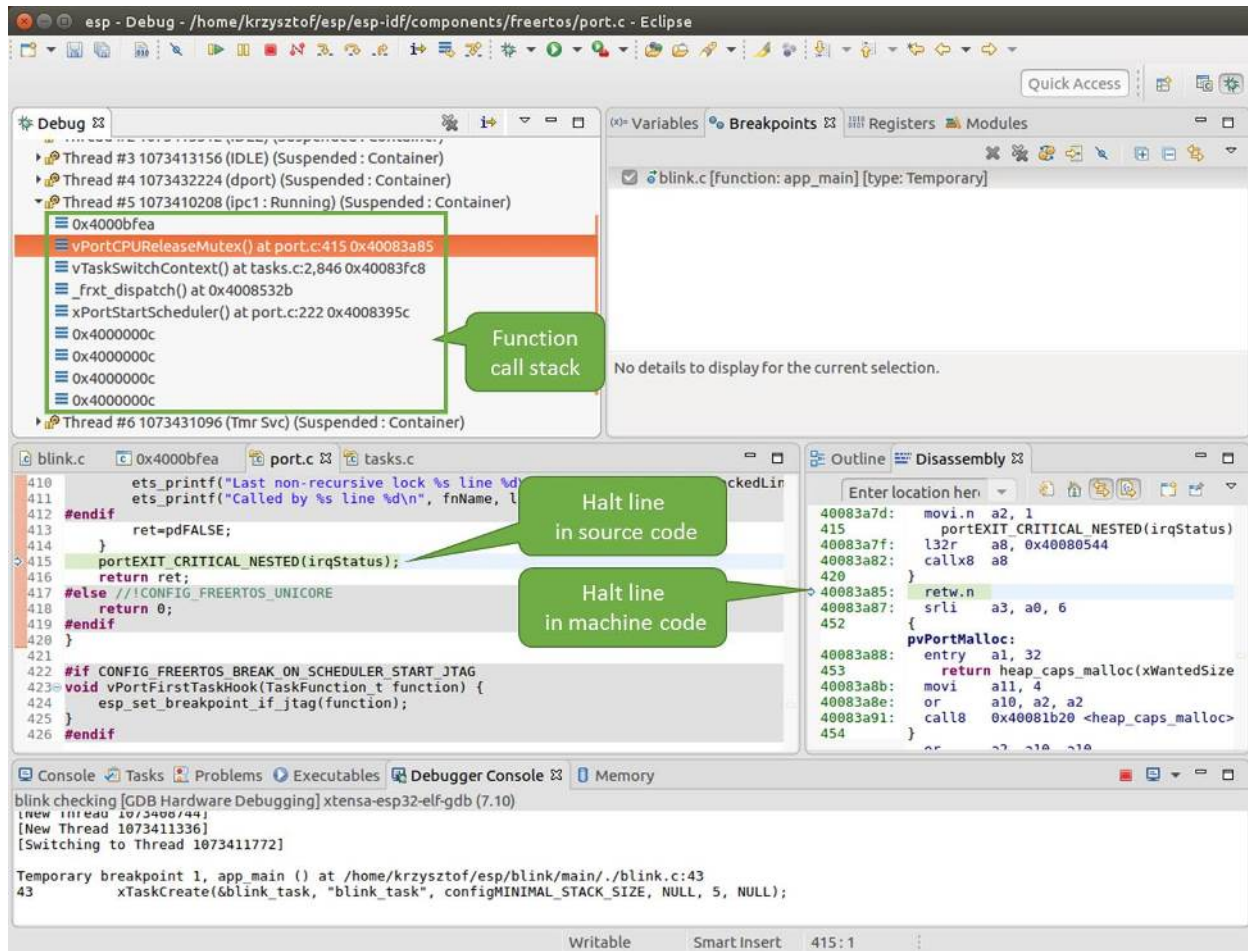 esp - Debug - /home/krzysztof/esp/esp-idf/components/freertos/port.c - Eclipse
Quick Access
Debug
Thread #3 1073413156 (IDLE) (Suspended : Container)
Thread #4 1073432224 (dport) (Suspended : Container)
Thread #5 1073410208 (ipc1 : Running) (Suspended : Container)
0x4000bfea
vPortCPUReleaseMutex() at port.c:415 0x40083a85
vTaskSwitchContext() at tasks.c:2,846 0x40083fc8
_frxt_dispatch() at 0x4008532b
xPortStartScheduler() at port.c:222 0x4008395c
0x4000000c
0x4000000c
0x4000000c
0x4000000c
Thread #6 1073431096 (Tmr Svc) (Suspended : Container)
Function
call stack
(x)= Variables Breakpoints Registers Modules
blink.c [function: app_main] [type: Temporary]
No details to display for the current selection.
blink.c 0x4000bfea port.c tasks.c
410 ets_printf("Last non-recursive lock %s line %d ckedLin
411 ets_printf("Called by %s line %d\n", fnName, l
412 #endif
413 ret=pdFALSE;
414 }
415 portEXIT_CRITICAL_NESTED(irqStatus);
416 return ret;
417 #else //!CONFIG_FREERTOS_UNICORE
418 return 0;
419 #endif
420 }
421
422 #if CONFIG_FREERTOS_BREAK_ON_SCHEDULER_START_JTAG
423 void vPortFirstTaskHook(TaskFunction_t function) {
424 esp_set_breakpoint_if_jtag(function);
425 }
426 #endif
Halt line
in source code
Halt line
in machine code
Outline Disassembly
Enter location her
40083a7d: movi.n a2, 1
415 portEXIT_CRITICAL_NESTED(irqStatus)
40083a7f: l32r a8, 0x40080544
40083a82: callx8 a8
420 }
40083a85: retw.n
40083a87: srli a3, a0, 6
452 {
pvPortMalloc:
40083a88: entry a1, 32
453 return heap_caps_malloc(xWantedSize
40083a8b: movi a11, 4
40083a8e: or a10, a2, a2
40083a91: call8 0x40081b20 <heap_caps_malloc>
454 }
Console Tasks Problems Executables Debugger Console Memory
blink checking [GDB Hardware Debugging] xtensa-esp32-elf-gdb (7.10)
[New Thread 1073408744]
[New Thread 1073411336]
[Switching to Thread 1073411772]
Temporary breakpoint 1, app_main () at /home/krzysztof/esp/blink/main/./blink.c:43
43 xTaskCreate(&blink_task, "blink_task", configMINIMAL_STACK_SIZE, NULL, 5, NULL);
Writable Smart Insert 415 : 1